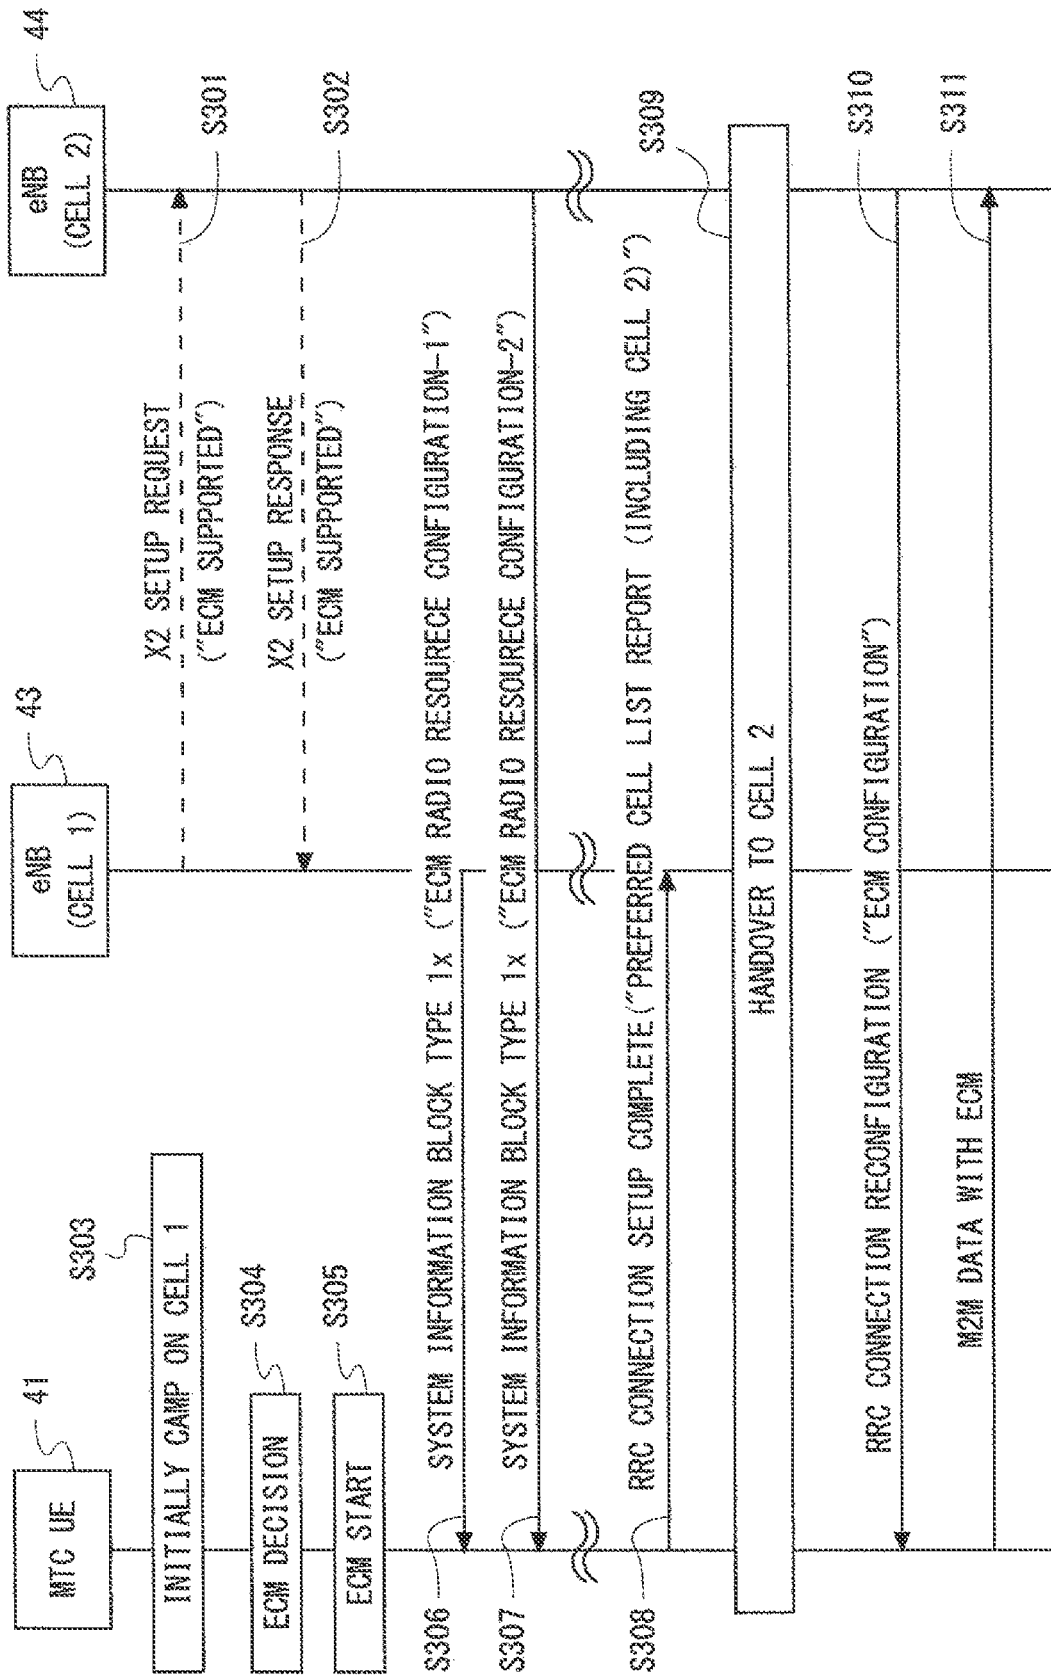 MTC UE
41
eNB
(CELL 1)
43
eNB
(CELL 2)
44
X2 SETUP REQUEST
("ECM SUPPORTED")
S301
X2 SETUP RESPONSE
("ECM SUPPORTED")
S302
INITIALLY CAMP ON CELL 1
S303
ECM DECISION
S304
ECM START
S305
SYSTEM INFORMATION BLOCK TYPE 1x ("ECM RADIO RESOURECE CONFIGURATION-1")
S306
SYSTEM INFORMATION BLOCK TYPE 1x ("ECM RADIO RESOURECE CONFIGURATION-2")
S307
RRC CONNECTION SETUP COMPLETE("PREFERRED CELL LIST REPORT (INCLUDING CELL 2)")
S308
HANDOVER TO CELL 2
S309
RRC CONNECTION RECONFIGURATION ("ECM CONFIGURATION")
S310
M2M DATA WITH ECM
S311